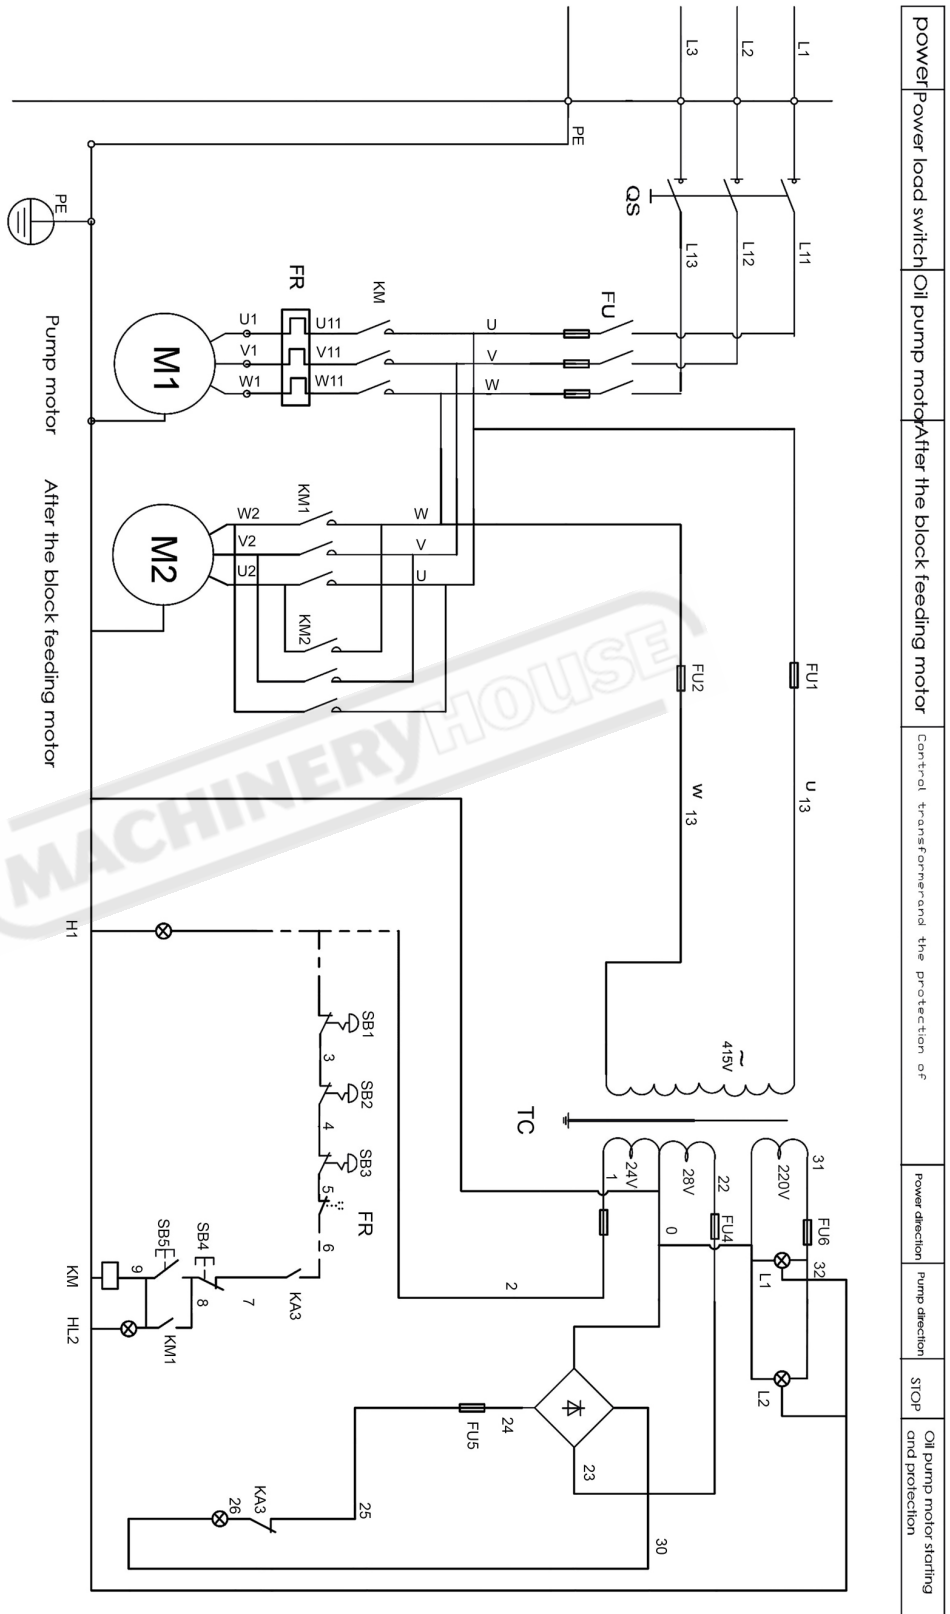 power
Power load switch
Oil pump motor
After the block feeding motor
Control transformerand the protection of
Power direction
Pump direction
STOP
Oil pump motor starting
and protection
L1
L2
L3
PE
PE
QS
L11
L12
L13
FU
U
V
W
KM
FR
U11
V11
W11
U1
V1
W1
M1
Pump motor
KM1
W
V
U
W2
V2
U2
M2
KM2
After the block feeding motor
FU1
FU2
U 13
W 13
MACHINERYHOUSE
~
415V
TC
24V
28V
220V
31
22
1
FU6
FU4
0
32
L1
L2
2
H1
SB1
3
SB2
4
SB3
5
FR
6
KA3
7
SB4
8
SB5
9
KM
KM1
HL2
23
24
FU5
25
KA3
26
30